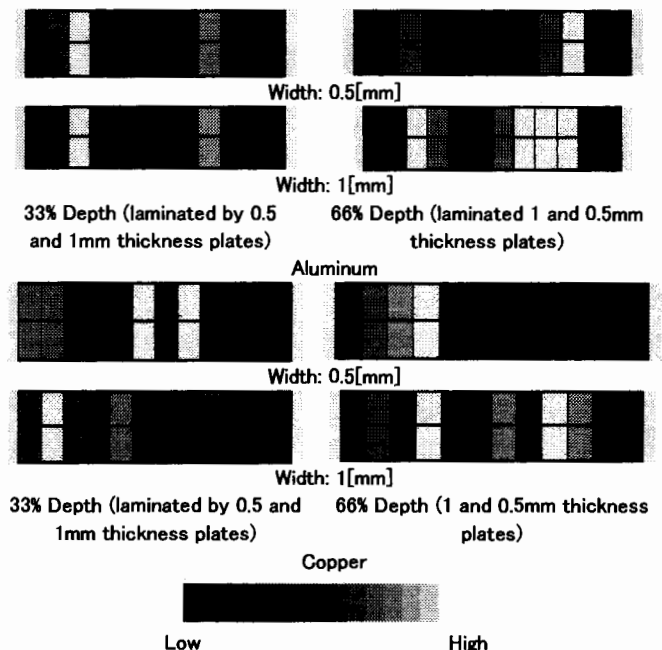 Width: 0.5[mm]
Width: 1[mm]
33% Depth (laminated by 0.5
and 1mm thickness plates)
66% Depth (laminated 1 and 0.5mm
thickness plates)
Aluminum
Width: 0.5[mm]
Width: 1[mm]
33% Depth (laminated by 0.5 and
1mm thickness plates)
66% Depth (1 and 0.5mm thickness
plates)
Copper
Low
High